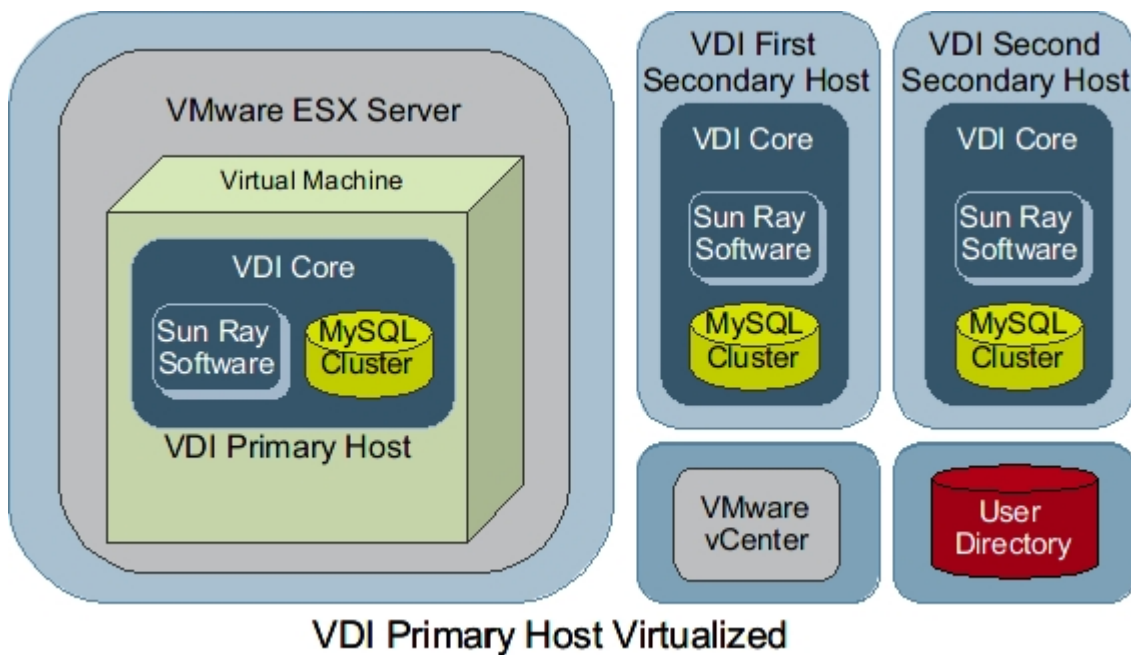 VMware ESX Server
Virtual Machine
VDI Core
Sun Ray
Software
MySQL
Cluster
VDI Primary Host
VDI First
Secondary Host
VDI Core
Sun Ray
Software
MySQL
Cluster
VDI Second
Secondary Host
VDI Core
Sun Ray
Software
MySQL
Cluster
VMware
vCenter
User
Directory
VDI Primary Host Virtualized